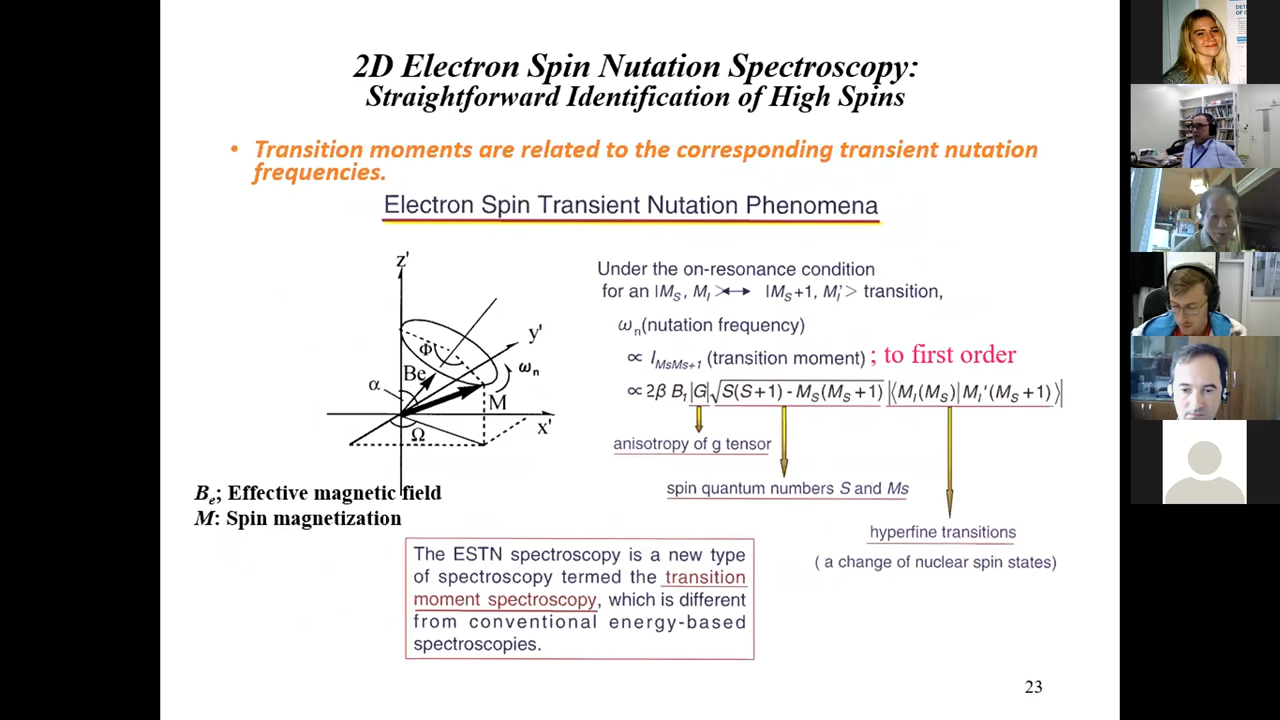 2D Electron Spin Nutation Spectroscopy:
Straightforward Identification of High Spins
• Transition moments are related to the corresponding transient nutation
frequencies.
Electron Spin Transient Nutation Phenomena
z'
y'
Φ
Be
ωn
α
M
Ω
x'
Be; Effective magnetic field
M: Spin magnetization
Under the on-resonance condition
for an |MS, MI> ↔ |MS+1, MI'> transition,
ωn(nutation frequency)
∝ IMsMs+1 (transition moment) ; to first order
∝ 2β B1|G|√S(S+1) - MS(MS+1) |⟨MI(MS)|MI'(MS+1)⟩|
anisotropy of g tensor
spin quantum numbers S and Ms
hyperfine transitions
( a change of nuclear spin states)
The ESTN spectroscopy is a new type
of spectroscopy termed the transition
moment spectroscopy, which is different
from conventional energy-based
spectroscopies.
23